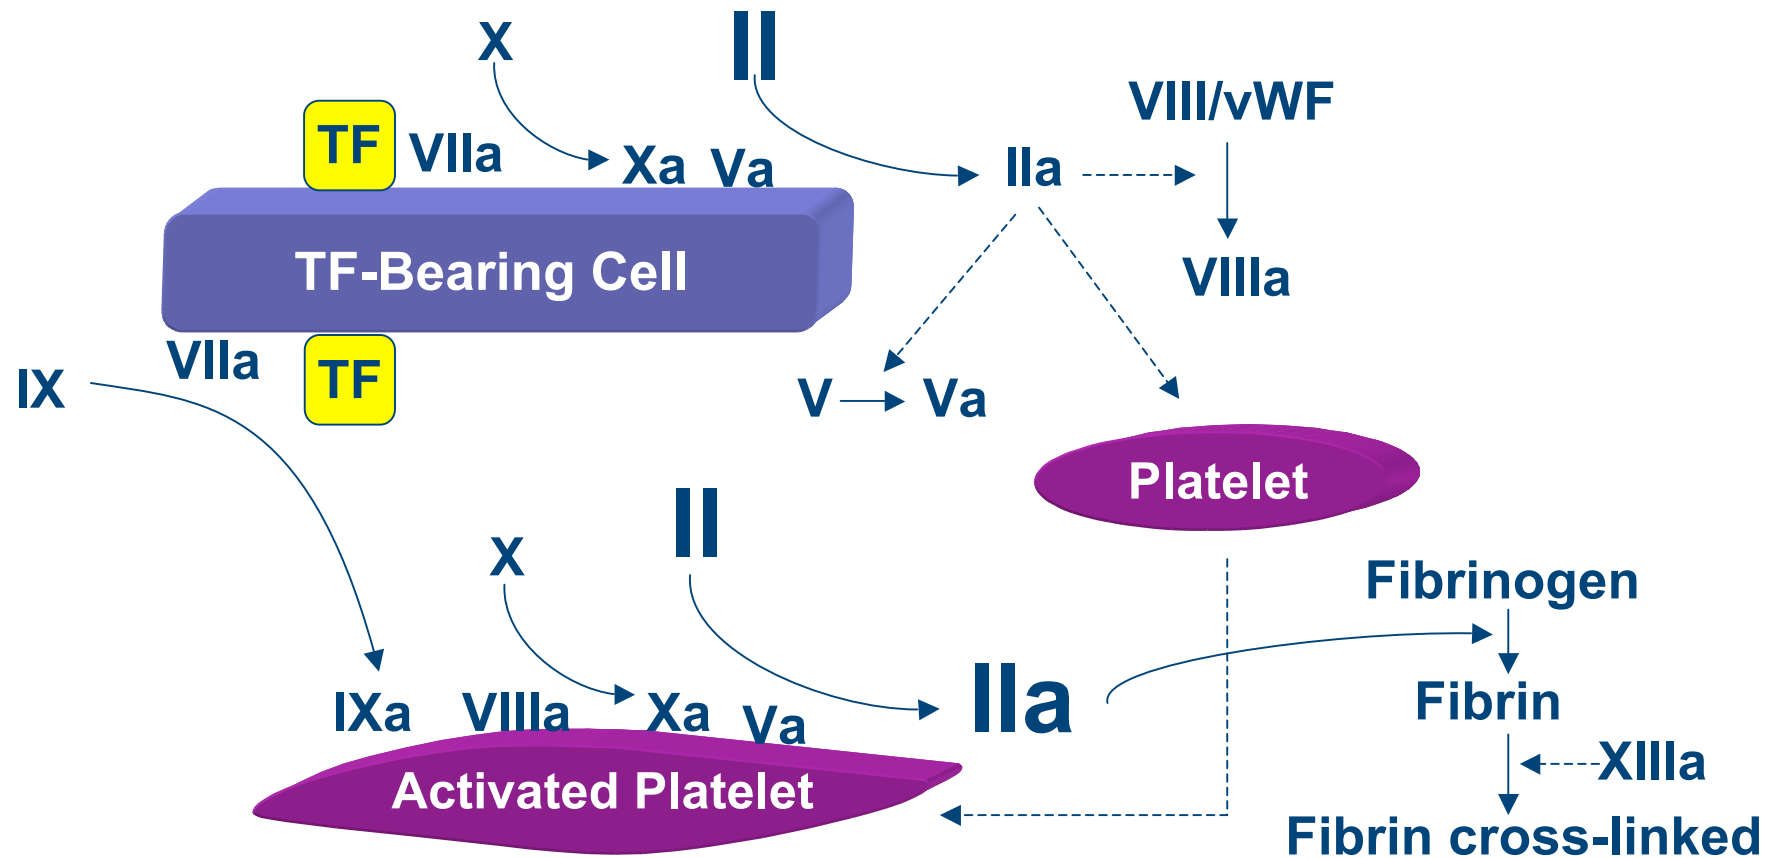 X
II
VIII/vWF
TF
VIIa
Xa
Va
IIa
TF-Bearing Cell
VIIIa
VIIa
TF
IX
V
Va
Platelet
II
X
Fibrinogen
IIa
IXa
VIIIa
Xa
Va
Fibrin
Activated Platelet
XIIIa
Fibrin cross-linked